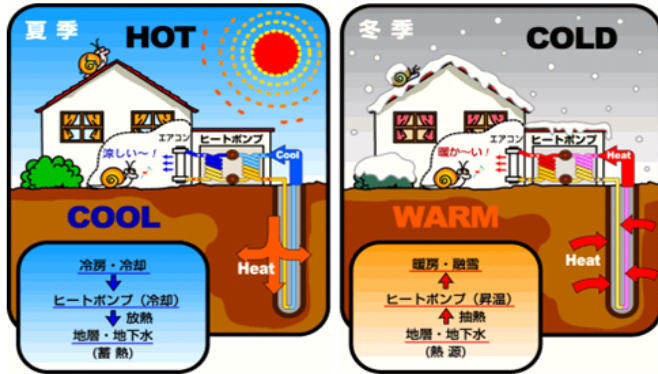 夏季
HOT
エアコン
ヒートポンプ
涼しい〜!
Cool
COOL
Heat
冷房・冷却
ヒートポンプ(冷却)
放熱
地層・地下水
(蓄熱)
冬季
COLD
エアコン
ヒートポンプ
暖か〜い!
Heat
WARM
Heat
暖房・融雪
ヒートポンプ(昇温)
抽熱
地層・地下水
(熱源)